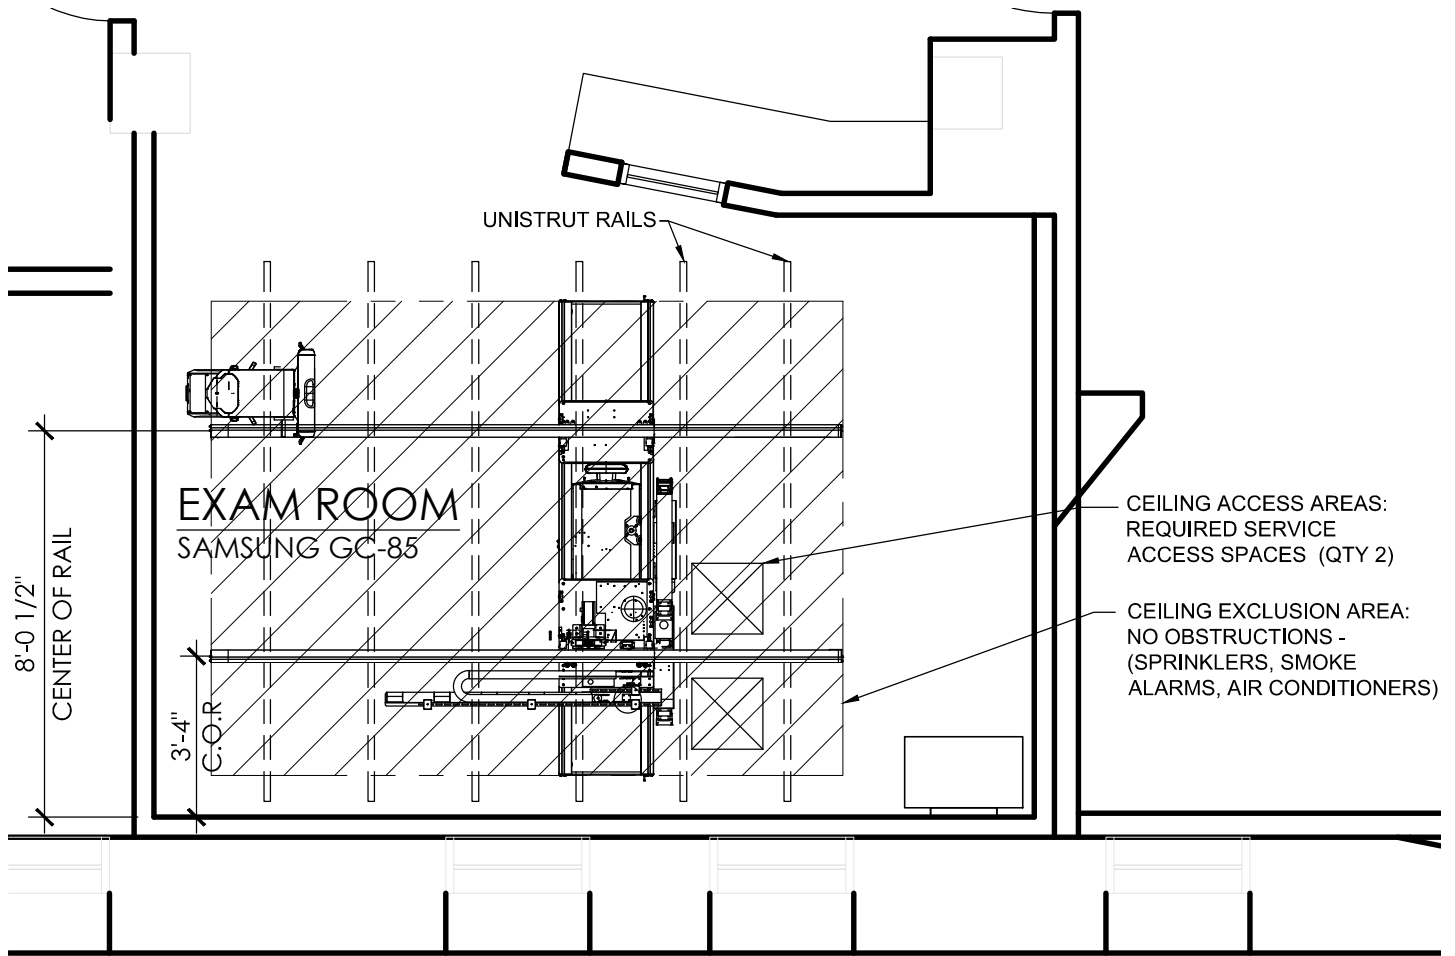 UNISTRUT RAILS
EXAM ROOM
SAMSUNG GC-85
8'-0 1/2"
CENTER OF RAIL
3'-4"
C.O.R
CEILING ACCESS AREAS:
REQUIRED SERVICE
ACCESS SPACES (QTY 2)
CEILING EXCLUSION AREA:
NO OBSTRUCTIONS -
(SPRINKLERS, SMOKE
ALARMS, AIR CONDITIONERS)